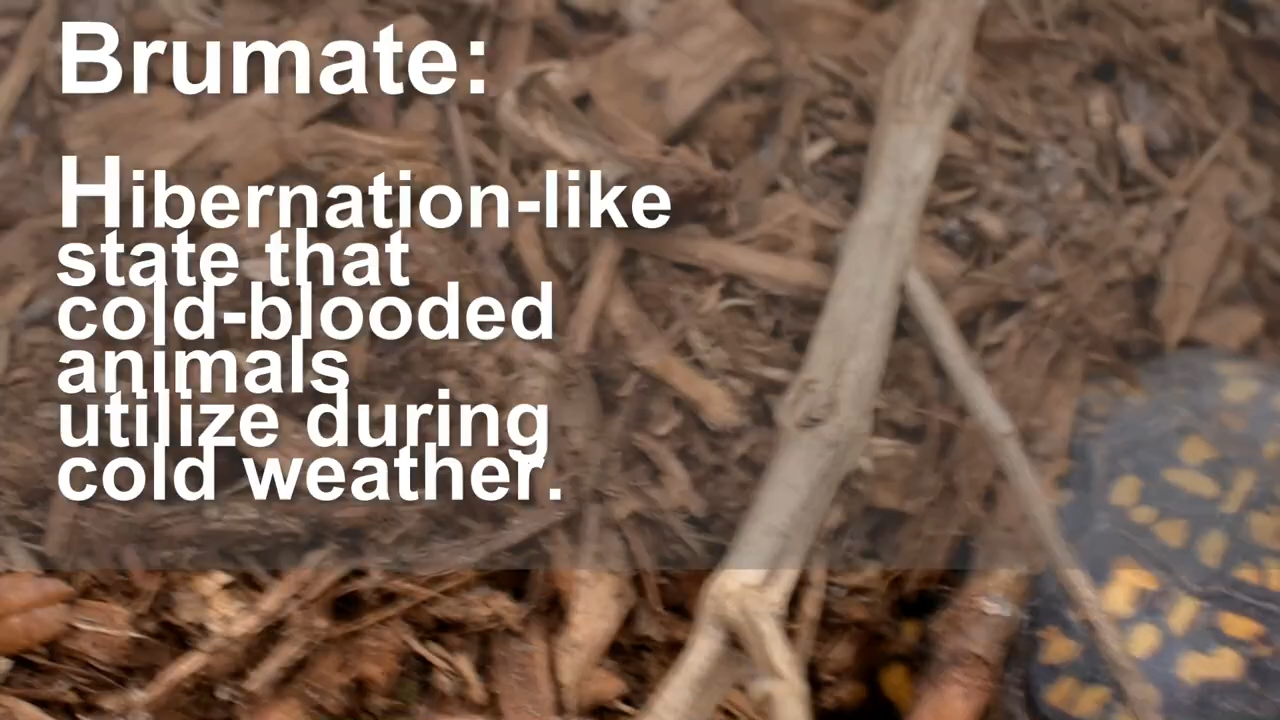 Brumate:
Hibernation-like
state that
cold-blooded
animals
utilize during
cold weather.